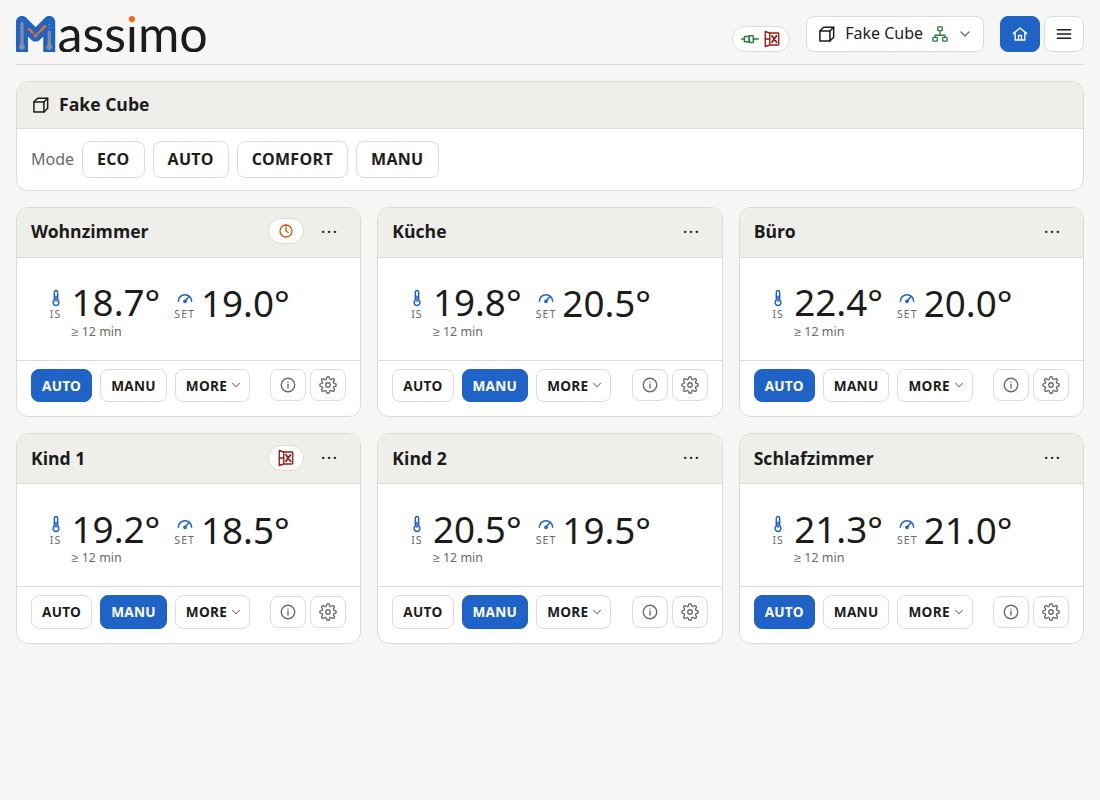 Massimo
Fake Cube
Fake Cube
Mode ECO AUTO COMFORT MANU
Wohnzimmer
IS 18.7° SET 19.0°
≥ 12 min
AUTO MANU MORE
Küche
IS 19.8° SET 20.5°
≥ 12 min
AUTO MANU MORE
Büro
IS 22.4° SET 20.0°
≥ 12 min
AUTO MANU MORE
Kind 1
IS 19.2° SET 18.5°
≥ 12 min
AUTO MANU MORE
Kind 2
IS 20.5° SET 19.5°
≥ 12 min
AUTO MANU MORE
Schlafzimmer
IS 21.3° SET 21.0°
≥ 12 min
AUTO MANU MORE